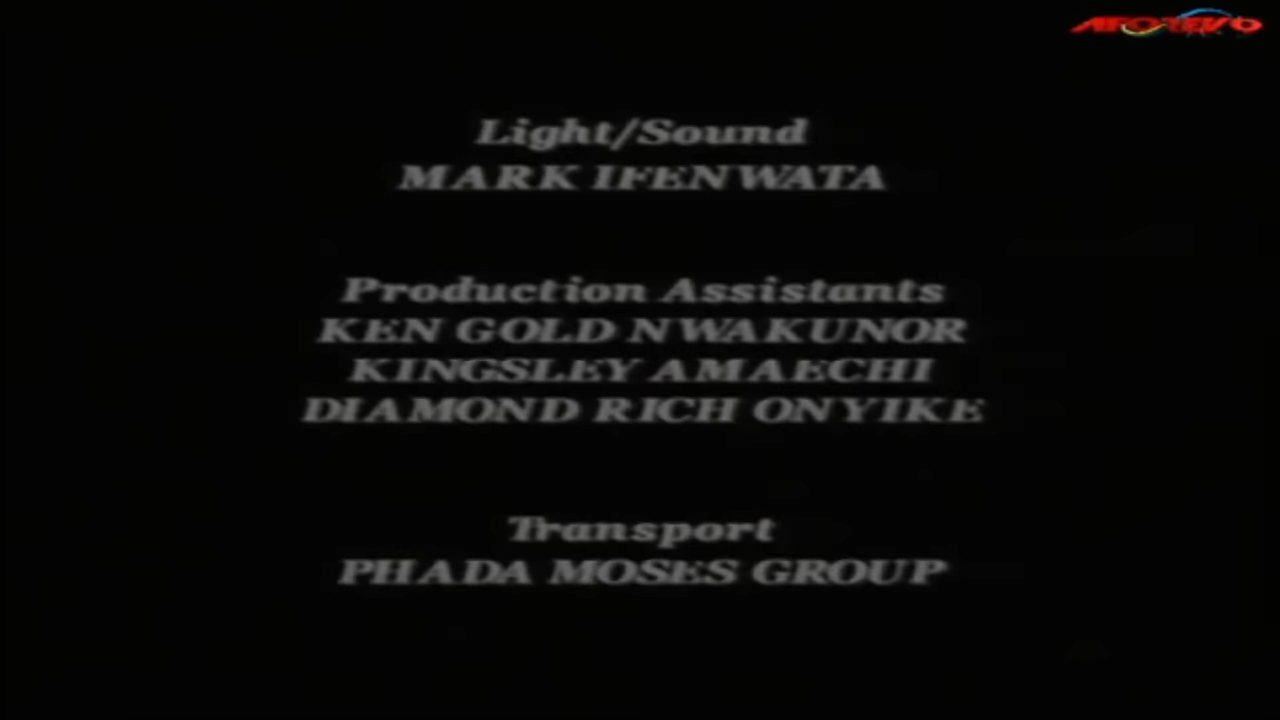 Light/Sound
MARK IFENWATA
Production Assistants
KEN GOLD NWAKUNOR
KINGSLEY AMAECHI
DIAMOND RICH ONYIKE
Transport
PHADA MOSES GROUP